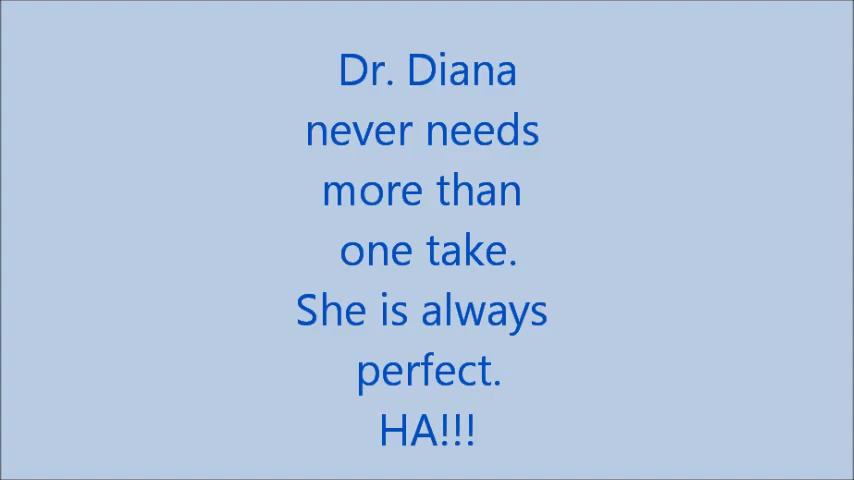 Dr. Diana
never needs
more than
one take.
She is always
perfect.
HA!!!